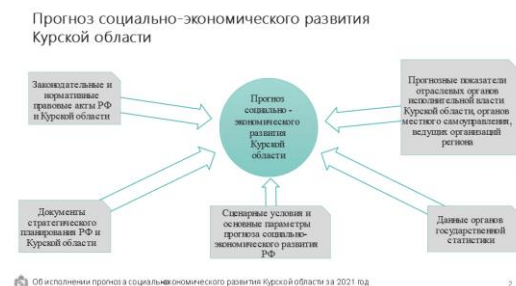 Прогноз социально-экономического развития
Курской области
Законодательные и
нормативные
правовые акты РФ
и Курской области
Прогноз
социально -
экономического
развития
Курской
области
Прогнозные показатели
отраслевых органов
исполнительной власти
Курской области, органов
местного самоуправления,
ведущих организаций
региона
Документы
стратегического
планирования РФ и
Курской области
Сценарные условия и
основные параметры
прогноза социально-
экономического развития
РФ
Данные органов
государственной
статистики
Об исполнении прогноза социально-экономического развития Курской области за 2021 год
2